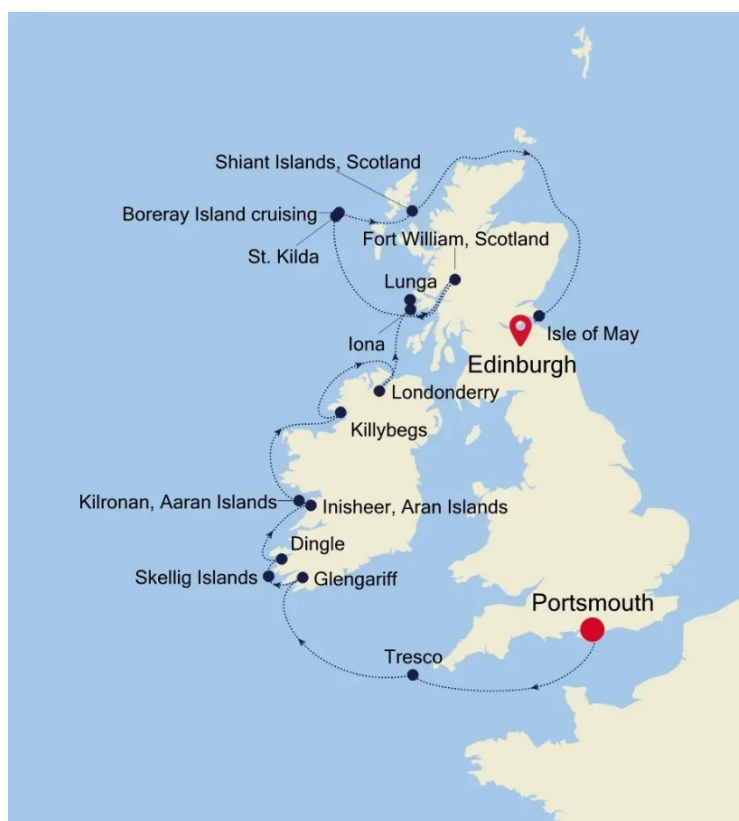 Shiant Islands, Scotland
Boreray Island cruising
Fort William, Scotland
St. Kilda
Lunga
Isle of May
Iona
Edinburgh
Londonderry
Killybegs
Kilronan, Aaran Islands
Inisheer, Aran Islands
Dingle
Skellig Islands
Glengariff
Portsmouth
Tresco